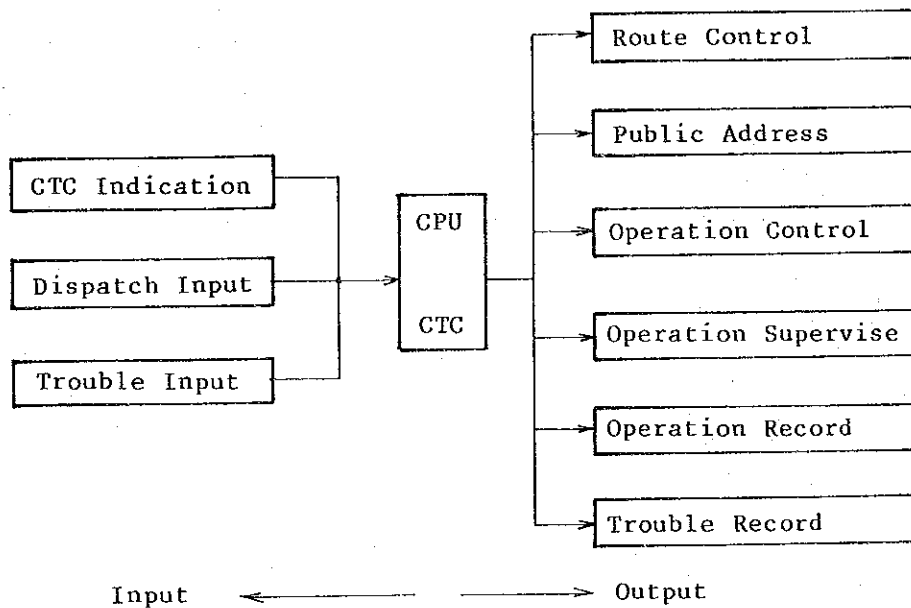 CTC Indication
Dispatch Input
Trouble Input
CPU
CTC
Route Control
Public Address
Operation Control
Operation Supervise
Operation Record
Trouble Record
Input
Output